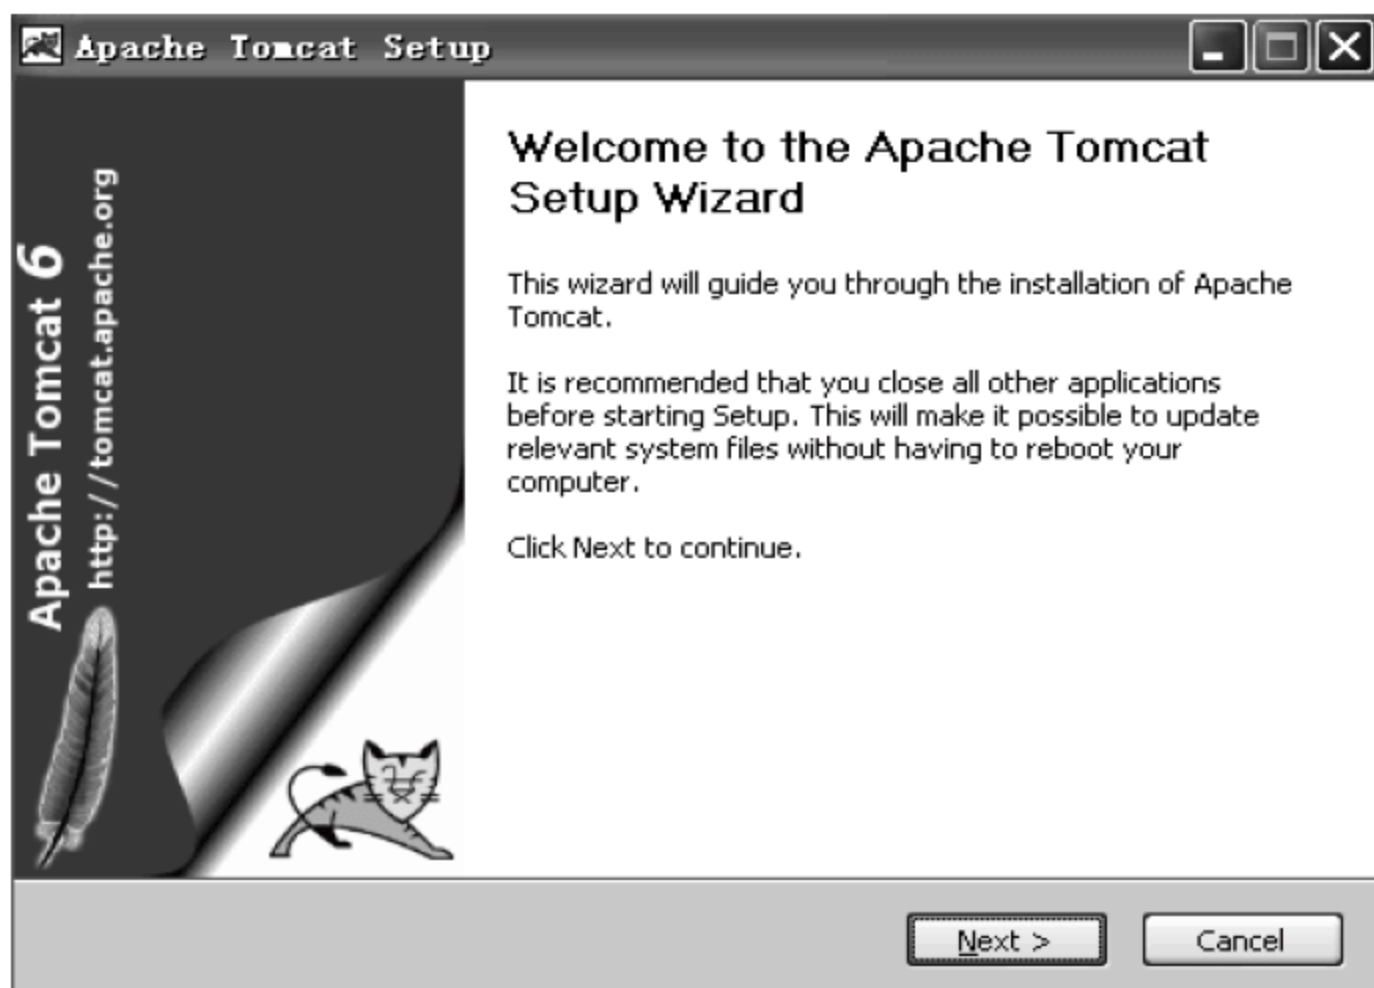 Apache Tomcat Setup
Apache Tomcat 6
http://tomcat.apache.org
Welcome to the Apache Tomcat
Setup Wizard
This wizard will guide you through the installation of Apache
Tomcat.
It is recommended that you close all other applications
before starting Setup. This will make it possible to update
relevant system files without having to reboot your
computer.
Click Next to continue.
Next >
Cancel